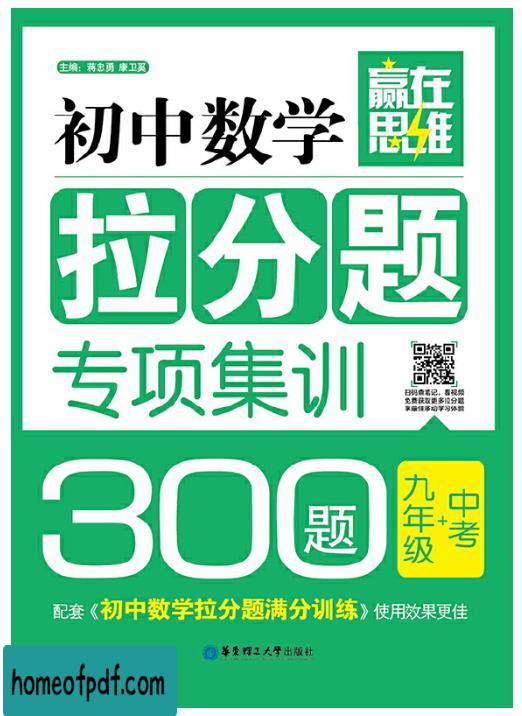 主编：蒋忠勇 康卫奚
初中数学
赢在
思维
拉分题
专项集训
扫码查笔记，看视频
免费获取更多拉分题
享最佳移动学习体验
300题
九年级
+
中考
配套《初中数学拉分题满分训练》使用效果更佳
华东理工大学出版社
homeofpdf.com